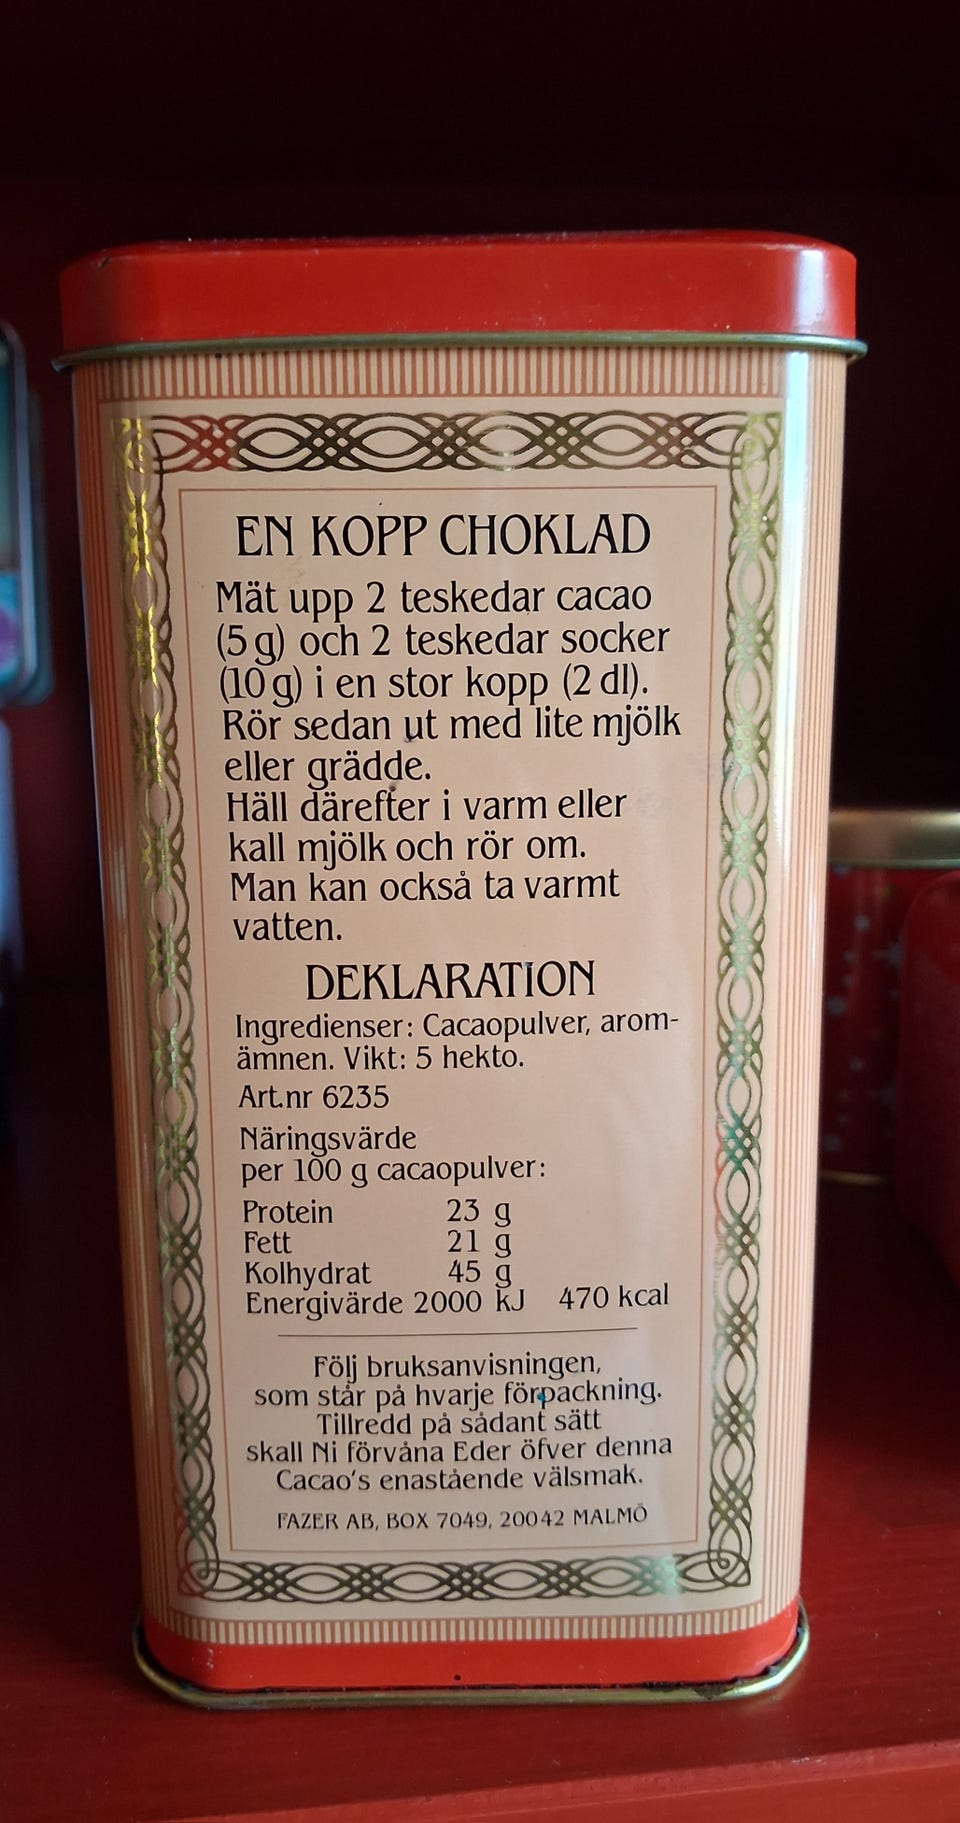 EN KOPP CHOKLAD
Mät upp 2 teskedar cacao
(5 g) och 2 teskedar socker
(10 g) i en stor kopp (2 dl).
Rör sedan ut med lite mjölk
eller grädde.
Häll därefter i varm eller
kall mjölk och rör om.
Man kan också ta varmt
vatten.
DEKLARATION
Ingredienser: Cacaopulver, arom-
ämnen. Vikt: 5 hekto.
Art.nr 6235
Näringsvärde
per 100 g cacaopulver:
Protein 23 g
Fett 21 g
Kolhydrat 45 g
Energivärde 2000 kJ 470 kcal
Följ bruksanvisningen,
som står på hvarje förpackning.
Tillredd på sådant sätt
skall Ni förvåna Eder öfver denna
Cacao's enastående välsmak.
FAZER AB, BOX 7049, 20042 MALMÖ